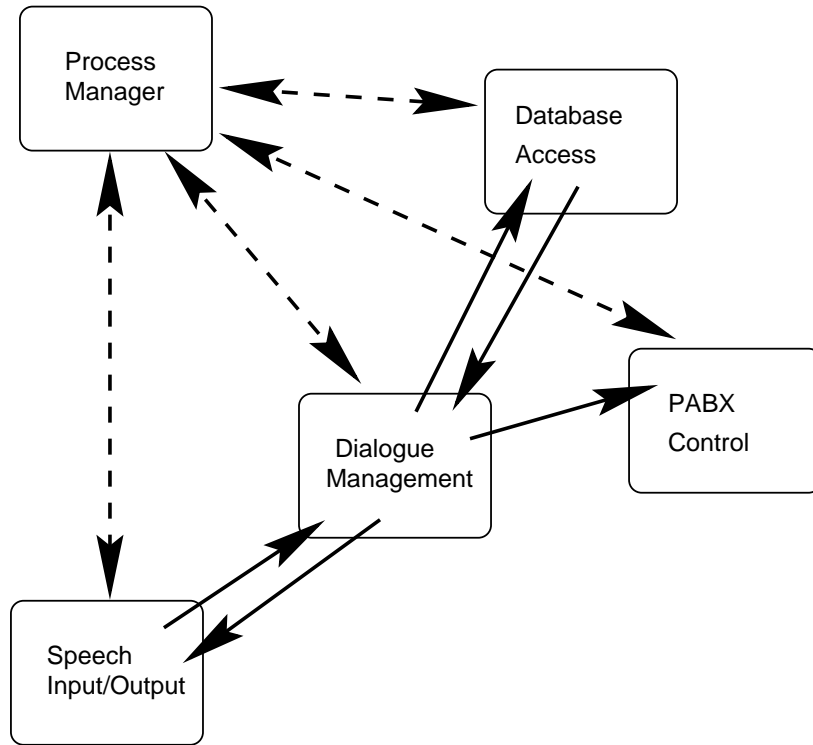 Process
Manager
Database
Access
PABX
Control
Dialogue
Management
Speech
Input/Output